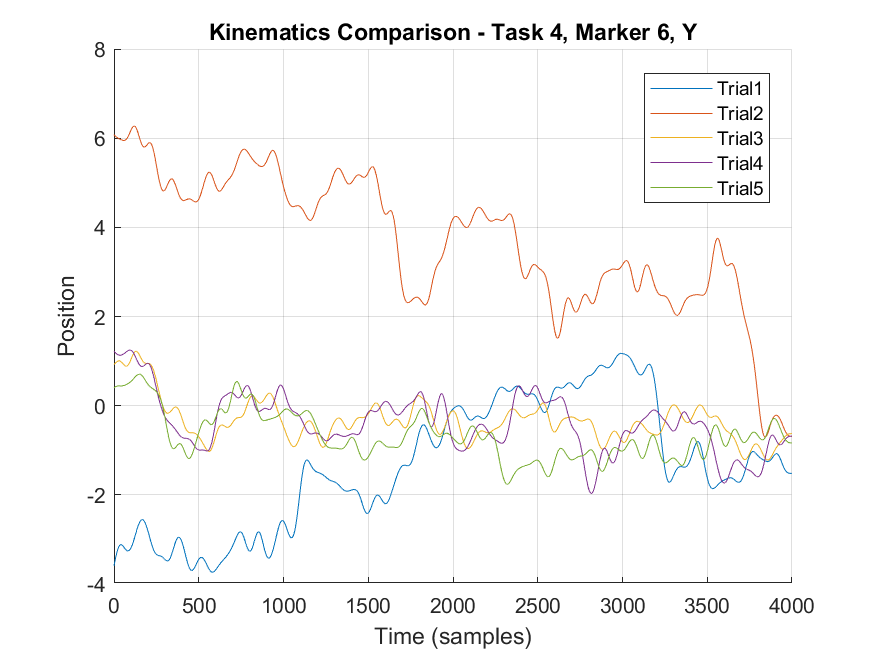 Kinematics Comparison - Task 4, Marker 6, Y
8
6
4
2
0
-2
-4
Position
Trial1
Trial2
Trial3
Trial4
Trial5
0 500 1000 1500 2000 2500 3000 3500 4000
Time (samples)